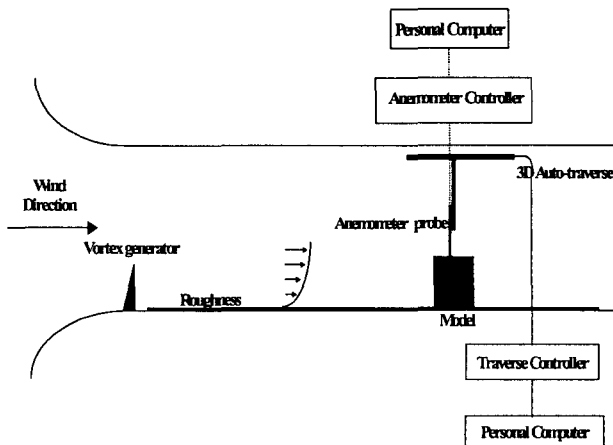 Personal Computer
Anemometer Controller
3D Auto-traverse
Wind
Direction
Anemometer probe
Vortex generator
Roughness
Model
Traverse Controller
Personal Computer